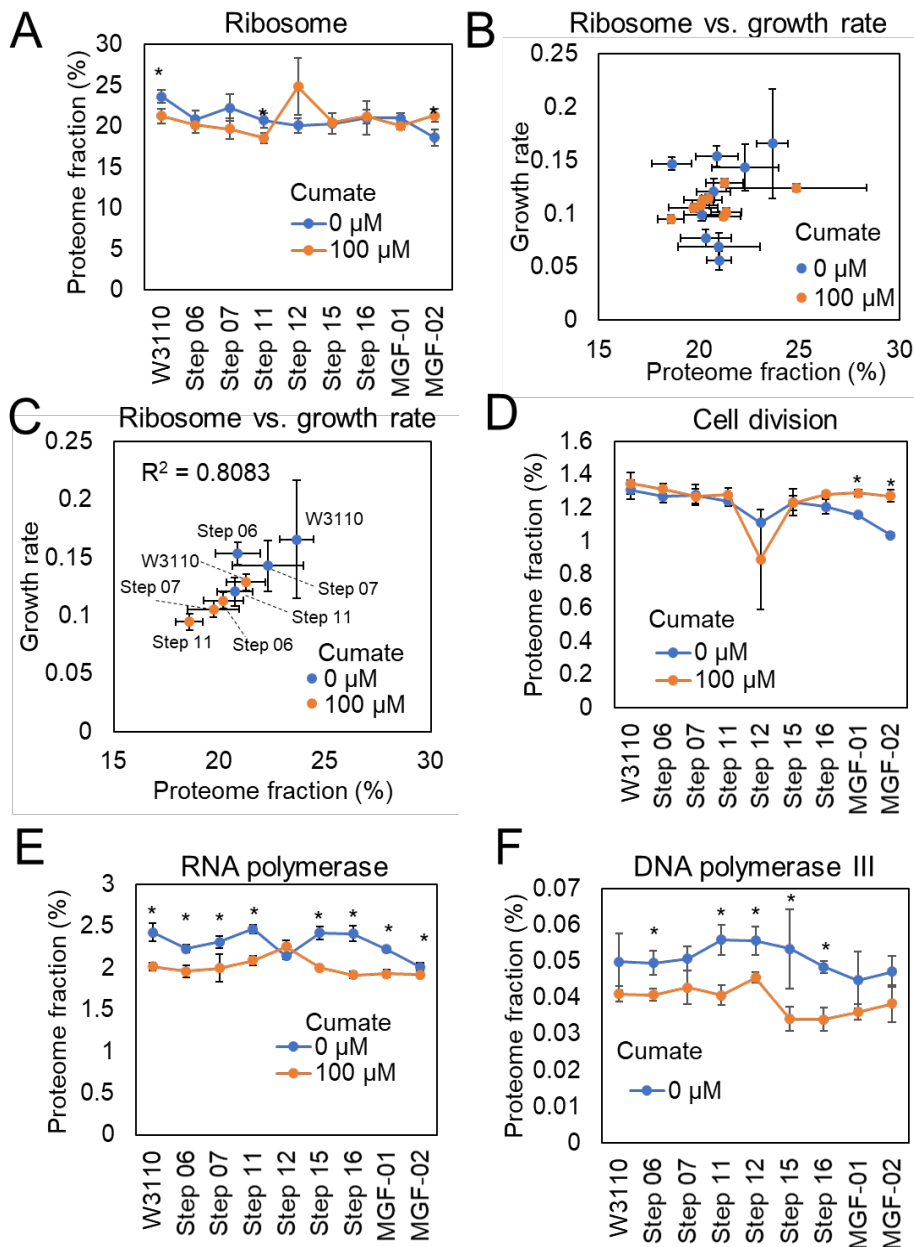 A
Ribosome
Proteome fraction (%)
30
25
20
15
10
5
0
*
*
*
Cumate
0 µM
100 µM
W3110
Step 06
Step 07
Step 11
Step 12
Step 15
Step 16
MGF-01
MGF-02
B
Ribosome vs. growth rate
Growth rate
0.25
0.2
0.15
0.1
0.05
0
Cumate
0 µM
100 µM
15
20
25
30
Proteome fraction (%)
C
Ribosome vs. growth rate
Growth rate
0.25
0.2
0.15
0.1
0.05
0
R² = 0.8083
W3110
Step 06
W3110
Step 07
Step 07
Step 11
Step 11
Step 06
Cumate
0 µM
100 µM
15
20
25
30
Proteome fraction (%)
D
Cell division
Proteome fraction (%)
1.6
1.4
1.2
1
0.8
0.6
0.4
0.2
0
* *
Cumate
0 µM
100 µM
W3110
Step 06
Step 07
Step 11
Step 12
Step 15
Step 16
MGF-01
MGF-02
E
RNA polymerase
Proteome fraction (%)
3
2.5
2
1.5
1
0.5
0
* * * * * * * *
Cumate
0 µM
100 µM
W3110
Step 06
Step 07
Step 11
Step 12
Step 15
Step 16
MGF-01
MGF-02
F
DNA polymerase III
Proteome fraction (%)
0.07
0.06
0.05
0.04
0.03
0.02
0.01
0
* * * * *
Cumate
0 µM
W3110
Step 06
Step 07
Step 11
Step 12
Step 15
Step 16
MGF-01
MGF-02